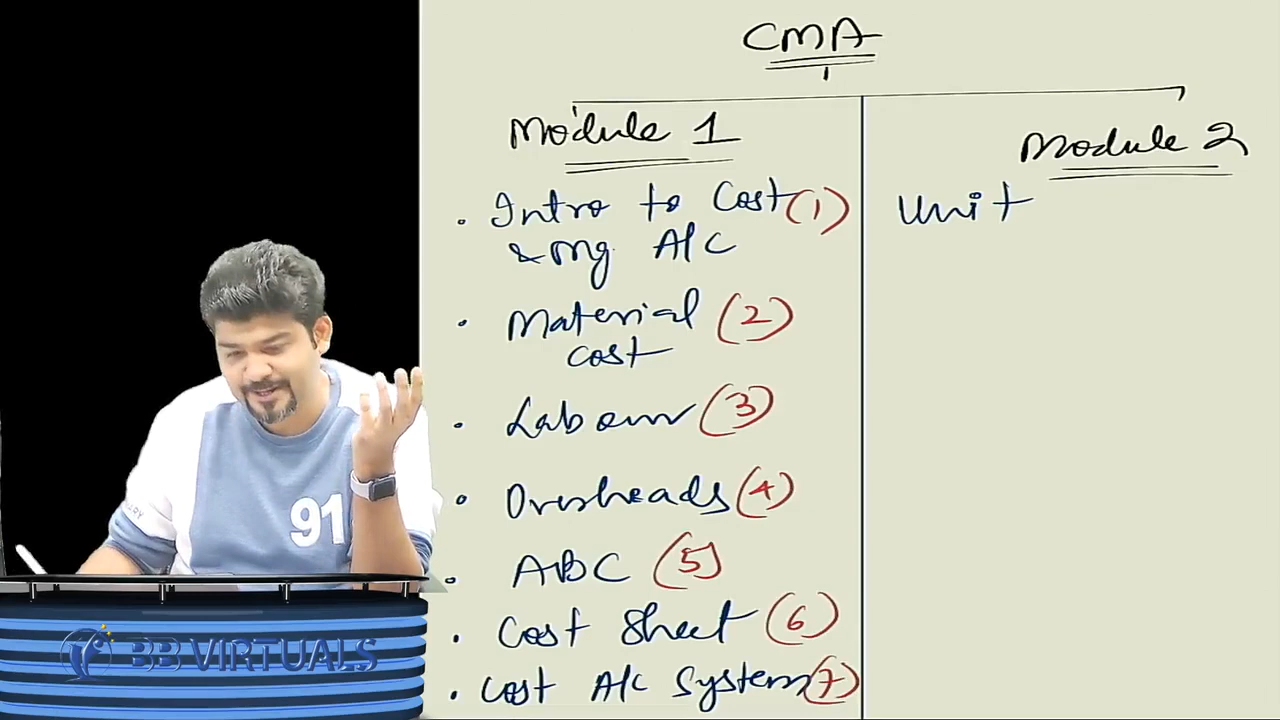 CMA
Module 1
. Intro to Cost (1)
& Mg A/C
. Material (2)
Cost
. Labour (3)
. Overheads (4)
. ABC (5)
. Cost Sheet (6)
. Cost A/c System (7)
Module 2
Unit
91
BB VIRTUALS